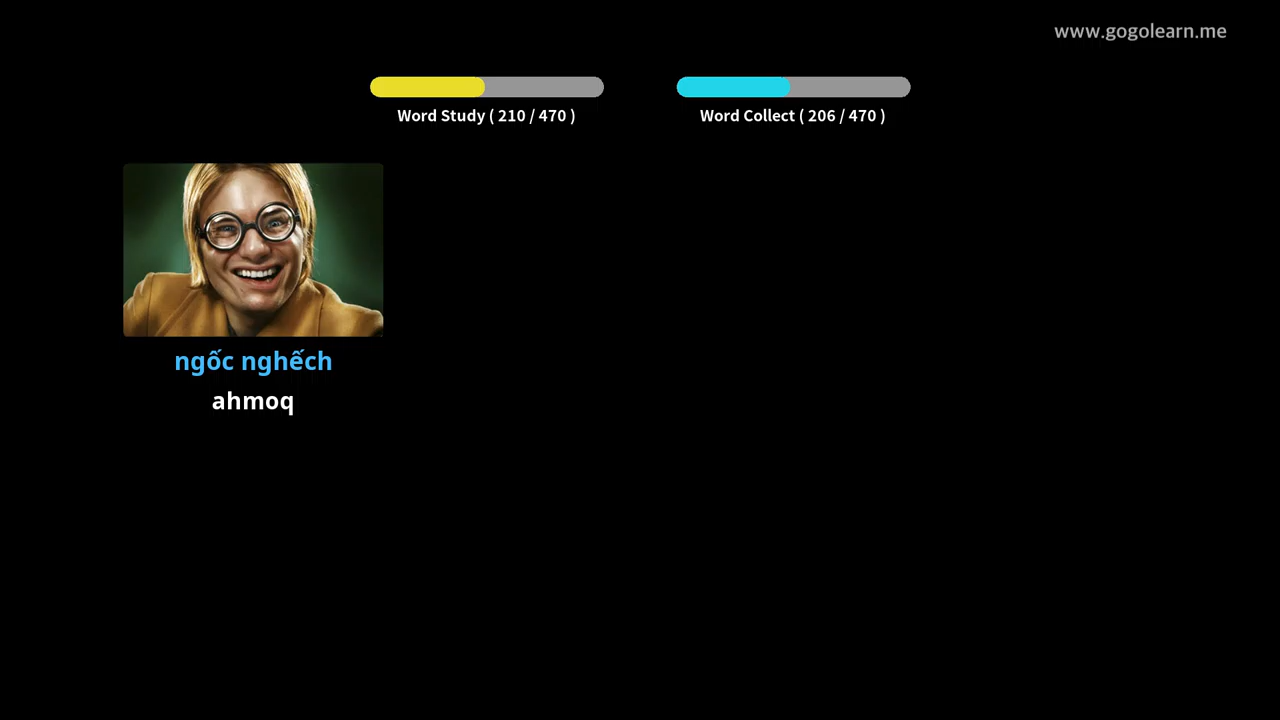 www.gogolearn.me
Word Study ( 210 / 470 )
Word Collect ( 206 / 470 )
ngốc nghếch
ahmoq